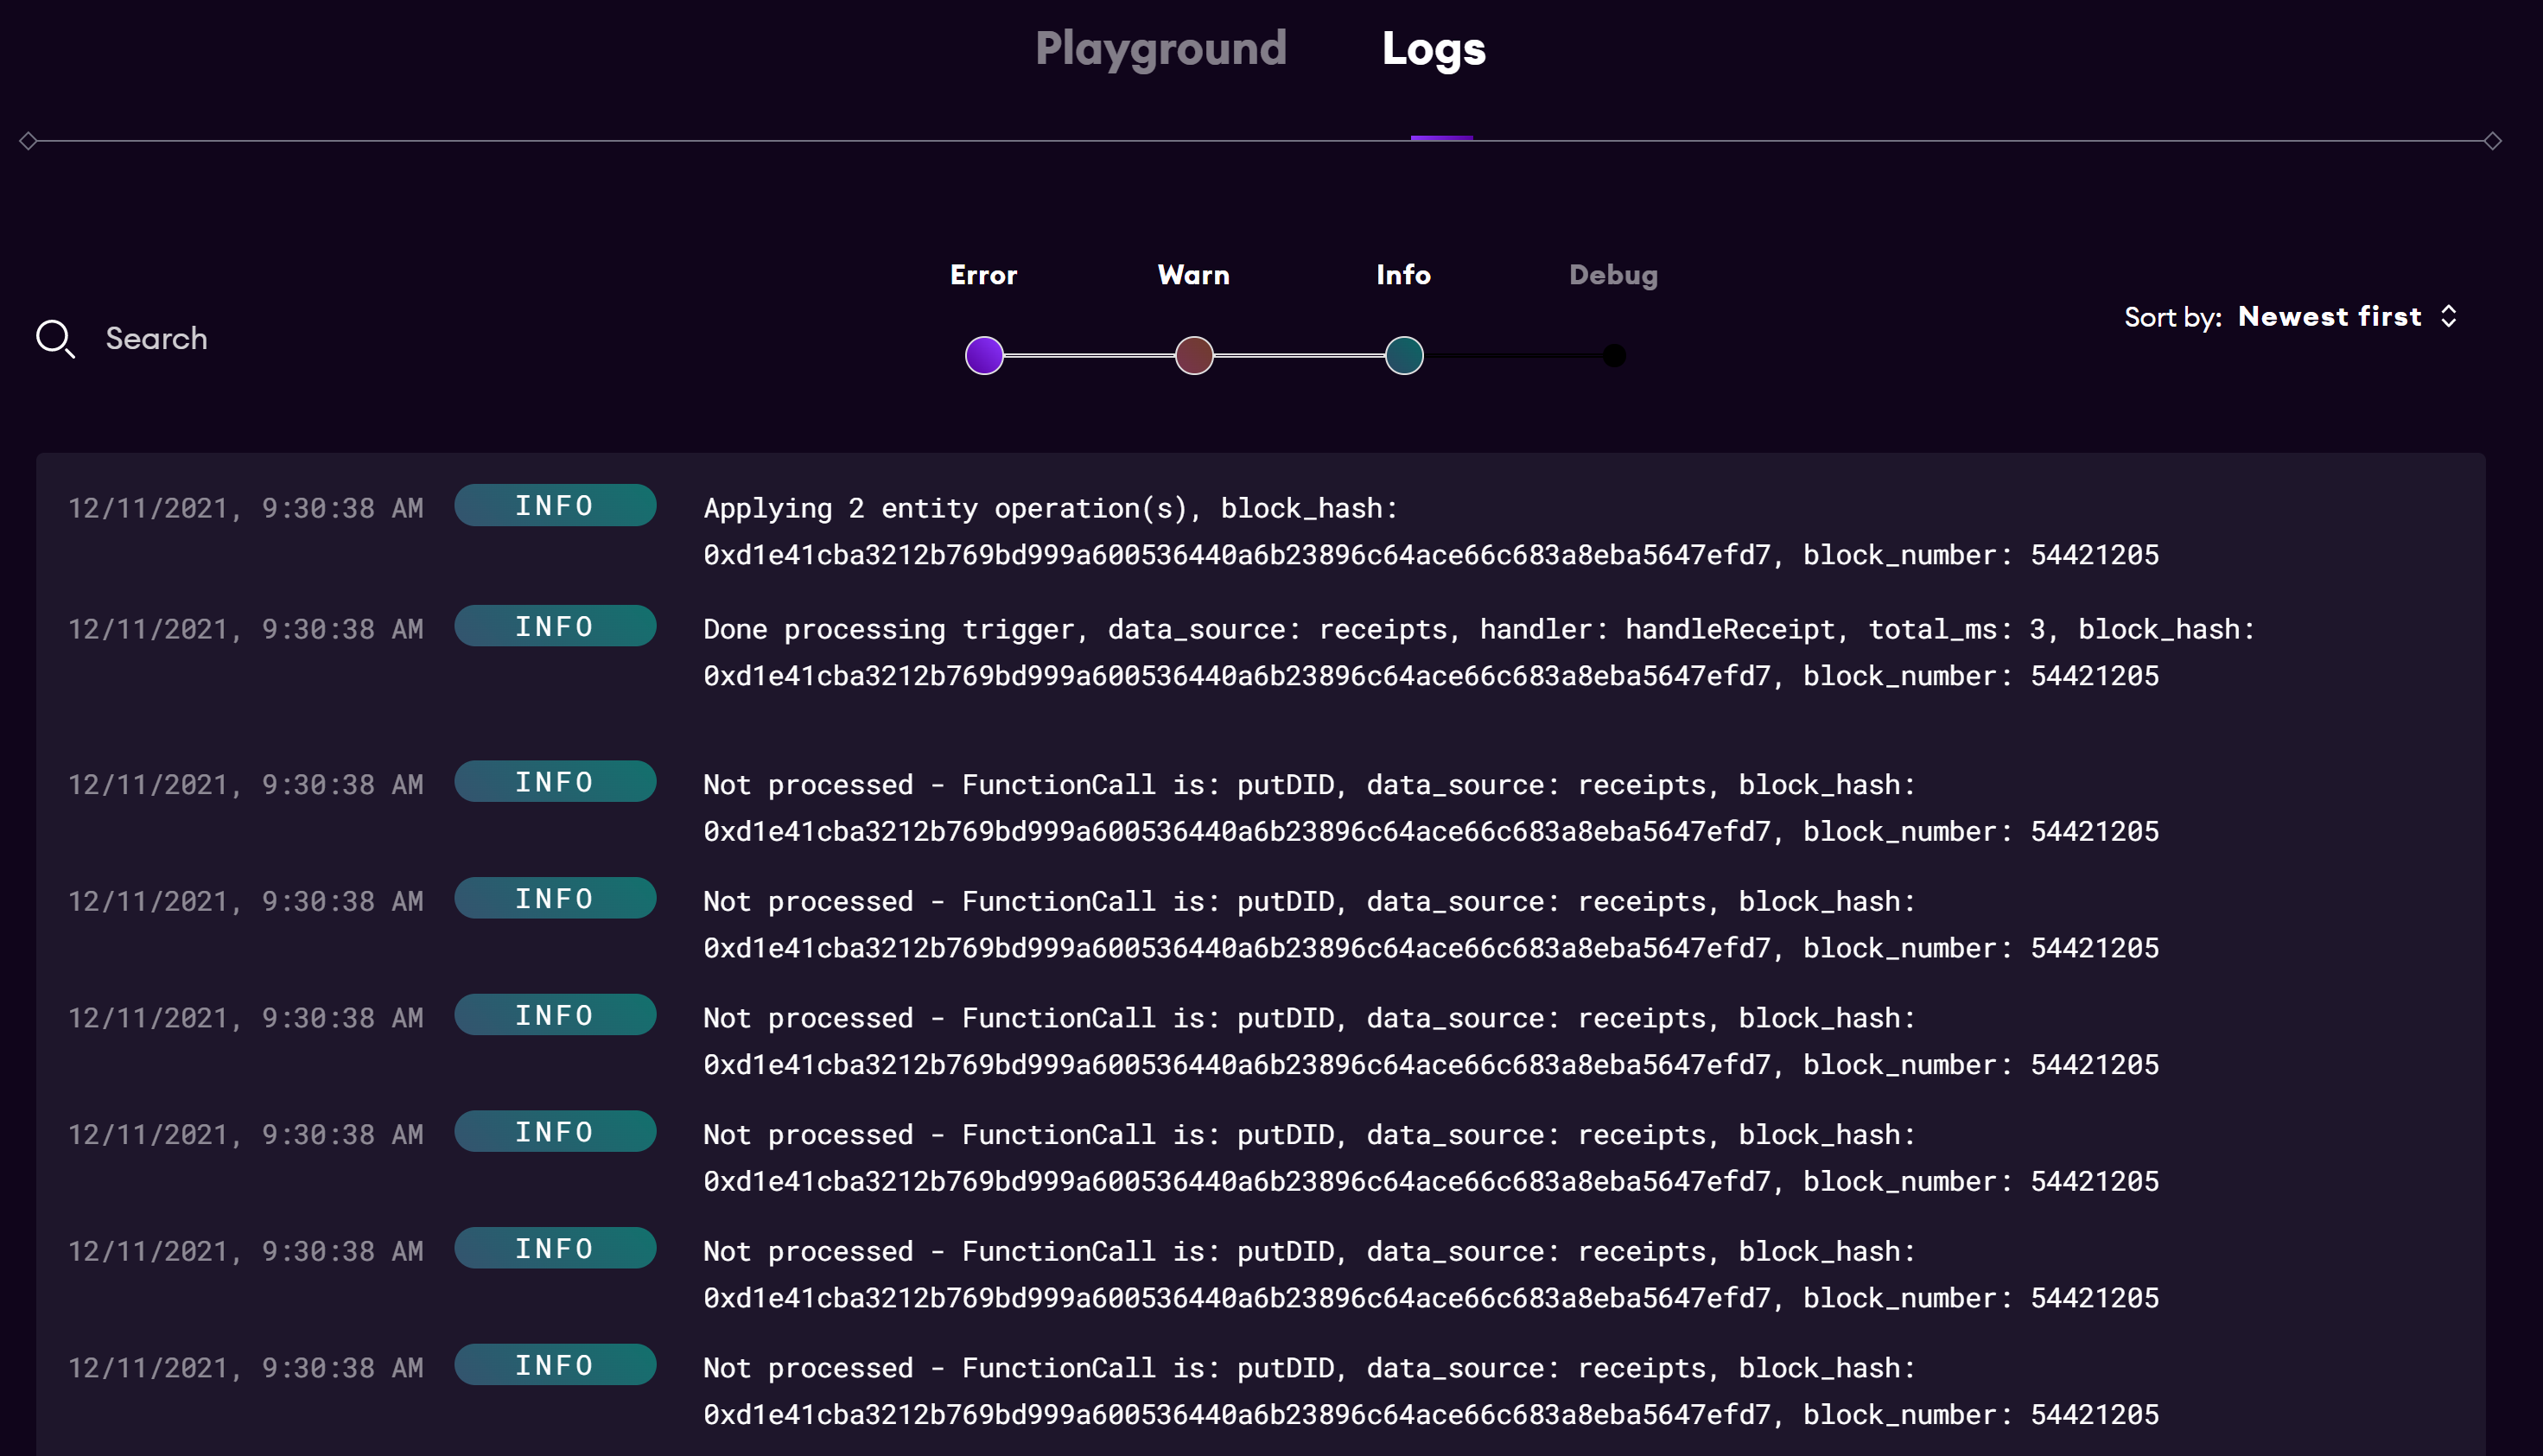 Playground Logs
Error Warn Info Debug
Search
Sort by: Newest first
12/11/2021, 9:30:38 AM INFO Applying 2 entity operation(s), block_hash:
0xd1e41cba3212b769bd999a600536440a6b23896c64ace66c683a8eba5647efd7, block_number: 54421205
12/11/2021, 9:30:38 AM INFO Done processing trigger, data_source: receipts, handler: handleReceipt, total_ms: 3, block_hash:
0xd1e41cba3212b769bd999a600536440a6b23896c64ace66c683a8eba5647efd7, block_number: 54421205
12/11/2021, 9:30:38 AM INFO Not processed - FunctionCall is: putDID, data_source: receipts, block_hash:
0xd1e41cba3212b769bd999a600536440a6b23896c64ace66c683a8eba5647efd7, block_number: 54421205
12/11/2021, 9:30:38 AM INFO Not processed - FunctionCall is: putDID, data_source: receipts, block_hash:
0xd1e41cba3212b769bd999a600536440a6b23896c64ace66c683a8eba5647efd7, block_number: 54421205
12/11/2021, 9:30:38 AM INFO Not processed - FunctionCall is: putDID, data_source: receipts, block_hash:
0xd1e41cba3212b769bd999a600536440a6b23896c64ace66c683a8eba5647efd7, block_number: 54421205
12/11/2021, 9:30:38 AM INFO Not processed - FunctionCall is: putDID, data_source: receipts, block_hash:
0xd1e41cba3212b769bd999a600536440a6b23896c64ace66c683a8eba5647efd7, block_number: 54421205
12/11/2021, 9:30:38 AM INFO Not processed - FunctionCall is: putDID, data_source: receipts, block_hash:
0xd1e41cba3212b769bd999a600536440a6b23896c64ace66c683a8eba5647efd7, block_number: 54421205
12/11/2021, 9:30:38 AM INFO Not processed - FunctionCall is: putDID, data_source: receipts, block_hash:
0xd1e41cba3212b769bd999a600536440a6b23896c64ace66c683a8eba5647efd7, block_number: 54421205